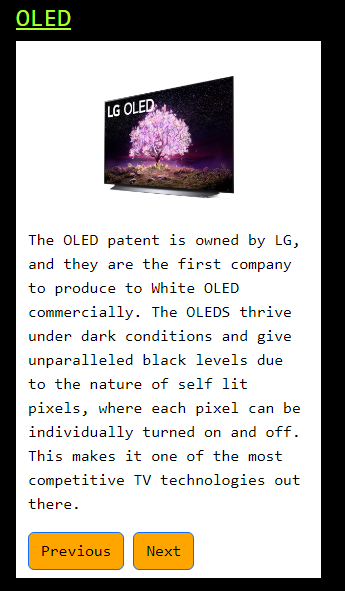 OLED
LG OLED
The OLED patent is owned by LG,
and they are the first company
to produce to White OLED
commercially. The OLEDS thrive
under dark conditions and give
unparalleled black levels due
to the nature of self lit
pixels, where each pixel can be
individually turned on and off.
This makes it one of the most
competitive TV technologies out
there.
Previous Next